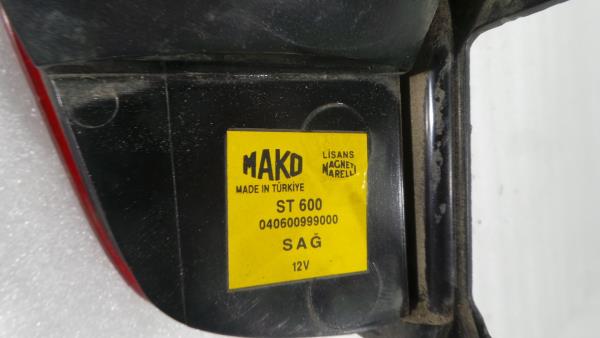 MAKO
MADE IN TÜRKİYE
LİSANS
MAGNETI
MARELLI
ST 600
040600999000
SAĞ
12V